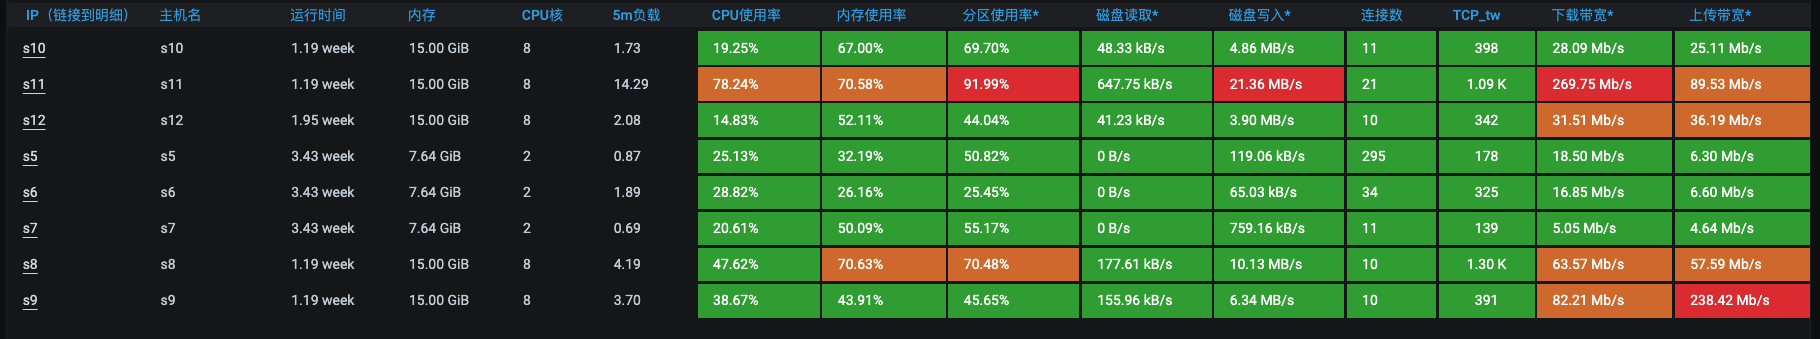 IP（链接到明细） 主机名 运行时间 内存 CPU核 5m负载 CPU使用率 内存使用率 分区使用率* 磁盘读取* 磁盘写入* 连接数 TCP_tw 下载带宽* 上传带宽*
s10 s10 1.19 week 15.00 GiB 8 1.73 19.25% 67.00% 69.70% 48.33 kB/s 4.86 MB/s 11 398 28.09 Mb/s 25.11 Mb/s
s11 s11 1.19 week 15.00 GiB 8 14.29 78.24% 70.58% 91.99% 647.75 kB/s 21.36 MB/s 21 1.09 K 269.75 Mb/s 89.53 Mb/s
s12 s12 1.95 week 15.00 GiB 8 2.08 14.83% 52.11% 44.04% 41.23 kB/s 3.90 MB/s 10 342 31.51 Mb/s 36.19 Mb/s
s5 s5 3.43 week 7.64 GiB 2 0.87 25.13% 32.19% 50.82% 0 B/s 119.06 kB/s 295 178 18.50 Mb/s 6.30 Mb/s
s6 s6 3.43 week 7.64 GiB 2 1.89 28.82% 26.16% 25.45% 0 B/s 65.03 kB/s 34 325 16.85 Mb/s 6.60 Mb/s
s7 s7 3.43 week 7.64 GiB 2 0.69 20.61% 50.09% 55.17% 0 B/s 759.16 kB/s 11 139 5.05 Mb/s 4.64 Mb/s
s8 s8 1.19 week 15.00 GiB 8 4.19 47.62% 70.63% 70.48% 177.61 kB/s 10.13 MB/s 10 1.30 K 63.57 Mb/s 57.59 Mb/s
s9 s9 1.19 week 15.00 GiB 8 3.70 38.67% 43.91% 45.65% 155.96 kB/s 6.34 MB/s 10 391 82.21 Mb/s 238.42 Mb/s